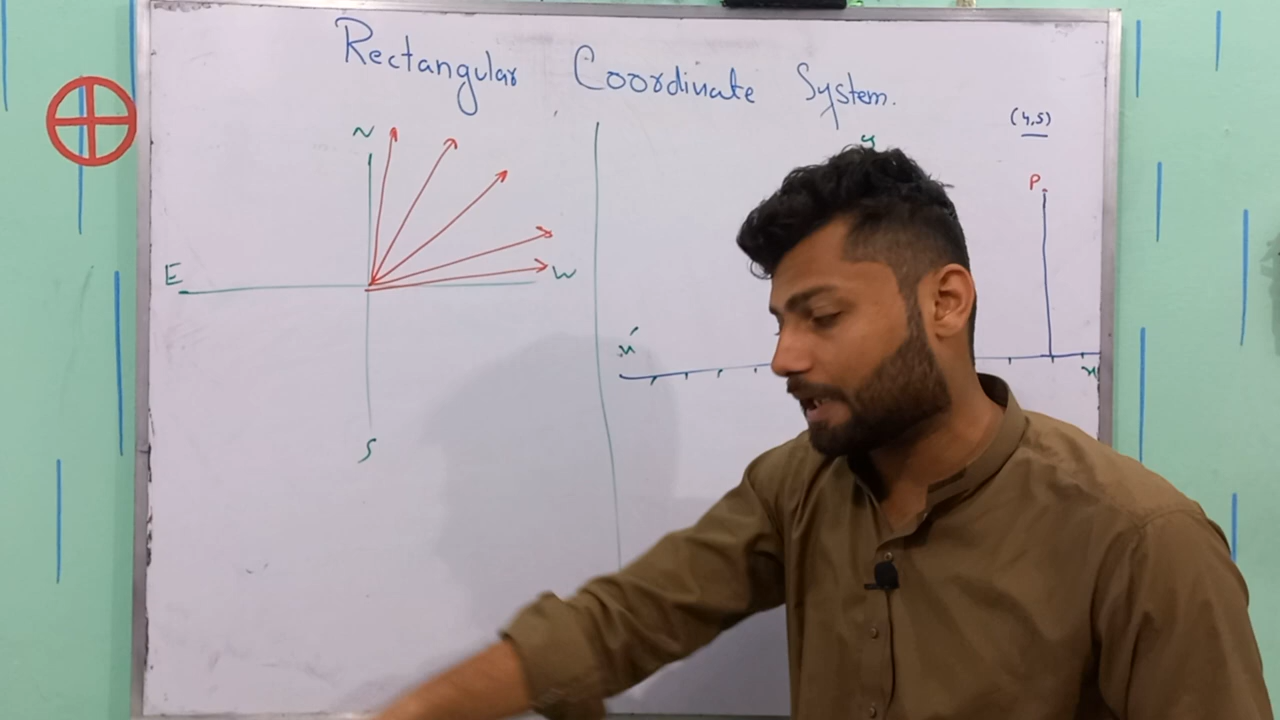 Rectangular Coordinate System.
N
E
W
S
(4,5)
P
y
x'
x